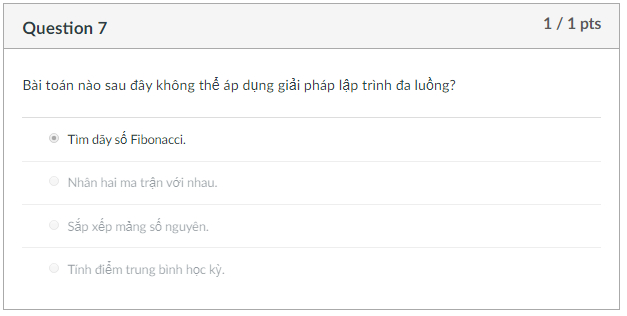 Question 7
1 / 1 pts
Bài toán nào sau đây không thể áp dụng giải pháp lập trình đa luồng?
Tìm dãy số Fibonacci.
Nhân hai ma trận với nhau.
Sắp xếp mảng số nguyên.
Tính điểm trung bình học kỳ.